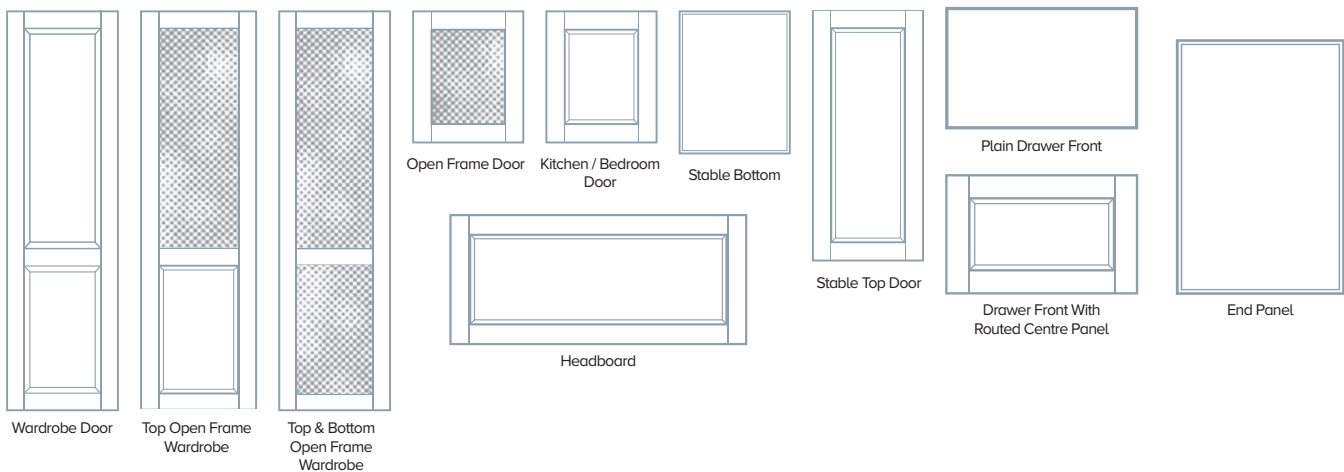 Open Frame Door
Kitchen / Bedroom
Door
Stable Bottom
Plain Drawer Front
Stable Top Door
Drawer Front With
Routed Centre Panel
End Panel
Headboard
Wardrobe Door
Top Open Frame
Wardrobe
Top & Bottom
Open Frame
Wardrobe